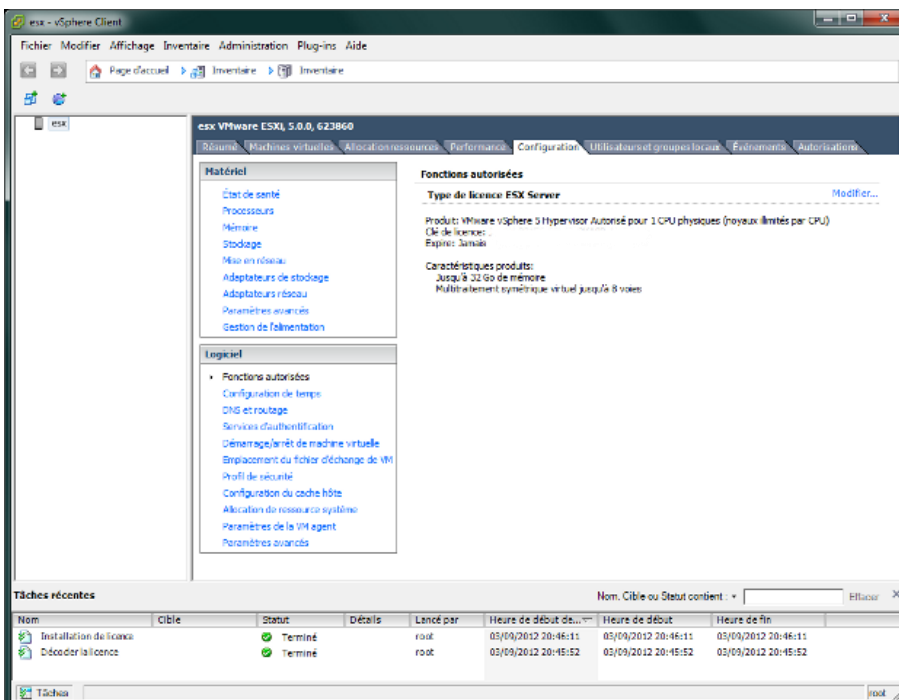 esx - vSphere Client
Fichier Modifier Affichage Inventaire Administration Plug-ins Aide
Page d'accueil Inventaire Inventaire
esx
esx VMware ESXi, 5.0.0, 623860
Résumé Machines virtuelles Allocation ressources Performance Configuration Utilisateurs et groupes locaux Événements Autorisations
Matériel
État de santé
Processeurs
Mémoire
Stockage
Mise en réseau
Adaptateurs de stockage
Adaptateurs réseau
Paramètres avancés
Gestion de l'alimentation
Logiciel
Fonctions autorisées
Configuration de temps
DNS et routage
Services d'authentification
Démarrage/arrêt de machine virtuelle
Emplacement du fichier d'échange de VM
Profil de sécurité
Configuration du cache hôte
Allocation de ressource système
Paramètres de la VM agent
Paramètres avancés
Fonctions autorisées
Type de licence ESX Server Modifier...
Produit: VMware vSphere 5 Hypervisor Autorisé pour 1 CPU physiques (noyaux illimités par CPU)
Clé de licence: .
Expire: Jamais
Caractéristiques produits:
Jusqu'à 32 Go de mémoire
Multitraitement symétrique virtuel jusqu'à 8 voies
Tâches récentes Nom, Cible ou Statut contient : Effacer
Nom Cible Statut Détails Lancé par Heure de début de... Heure de début Heure de fin
Installation de licence Terminé root 03/09/2012 20:46:11 03/09/2012 20:46:11 03/09/2012 20:46:11
Décoder la licence Terminé root 03/09/2012 20:45:52 03/09/2012 20:45:52 03/09/2012 20:45:52
Tâches root